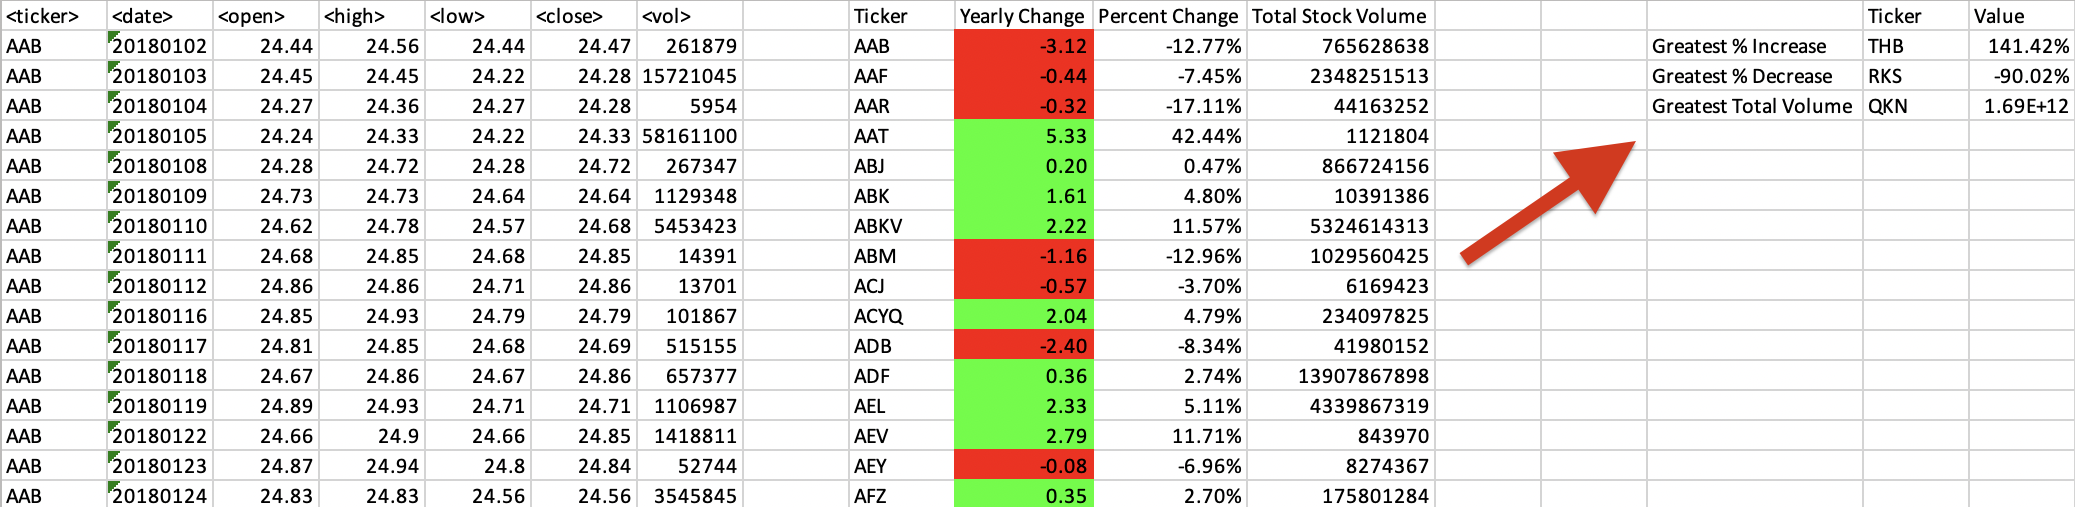 <ticker> <date> <open> <high> <low> <close> <vol> Ticker Yearly Change Percent Change Total Stock Volume Ticker Value
AAB 20180102 24.44 24.56 24.44 24.47 261879 AAB -3.12 -12.77% 765628638 Greatest % Increase THB 141.42%
AAB 20180103 24.45 24.45 24.22 24.28 15721045 AAF -0.44 -7.45% 2348251513 Greatest % Decrease RKS -90.02%
AAB 20180104 24.27 24.36 24.27 24.28 5954 AAR -0.32 -17.11% 44163252 Greatest Total Volume QKN 1.69E+12
AAB 20180105 24.24 24.33 24.22 24.33 58161100 AAT 5.33 42.44% 1121804
AAB 20180108 24.28 24.72 24.28 24.72 267347 ABJ 0.20 0.47% 866724156
AAB 20180109 24.73 24.73 24.64 24.64 1129348 ABK 1.61 4.80% 10391386
AAB 20180110 24.62 24.78 24.57 24.68 5453423 ABKV 2.22 11.57% 5324614313
AAB 20180111 24.68 24.85 24.68 24.85 14391 ABM -1.16 -12.96% 1029560425
AAB 20180112 24.86 24.86 24.71 24.86 13701 ACJ -0.57 -3.70% 6169423
AAB 20180116 24.85 24.93 24.79 24.79 101867 ACYQ 2.04 4.79% 234097825
AAB 20180117 24.81 24.85 24.68 24.69 515155 ADB -2.40 -8.34% 41980152
AAB 20180118 24.67 24.86 24.67 24.86 657377 ADF 0.36 2.74% 13907867898
AAB 20180119 24.89 24.93 24.71 24.71 1106987 AEL 2.33 5.11% 4339867319
AAB 20180122 24.66 24.9 24.66 24.85 1418811 AEV 2.79 11.71% 843970
AAB 20180123 24.87 24.94 24.8 24.84 52744 AEY -0.08 -6.96% 8274367
AAB 20180124 24.83 24.83 24.56 24.56 3545845 AFZ 0.35 2.70% 175801284